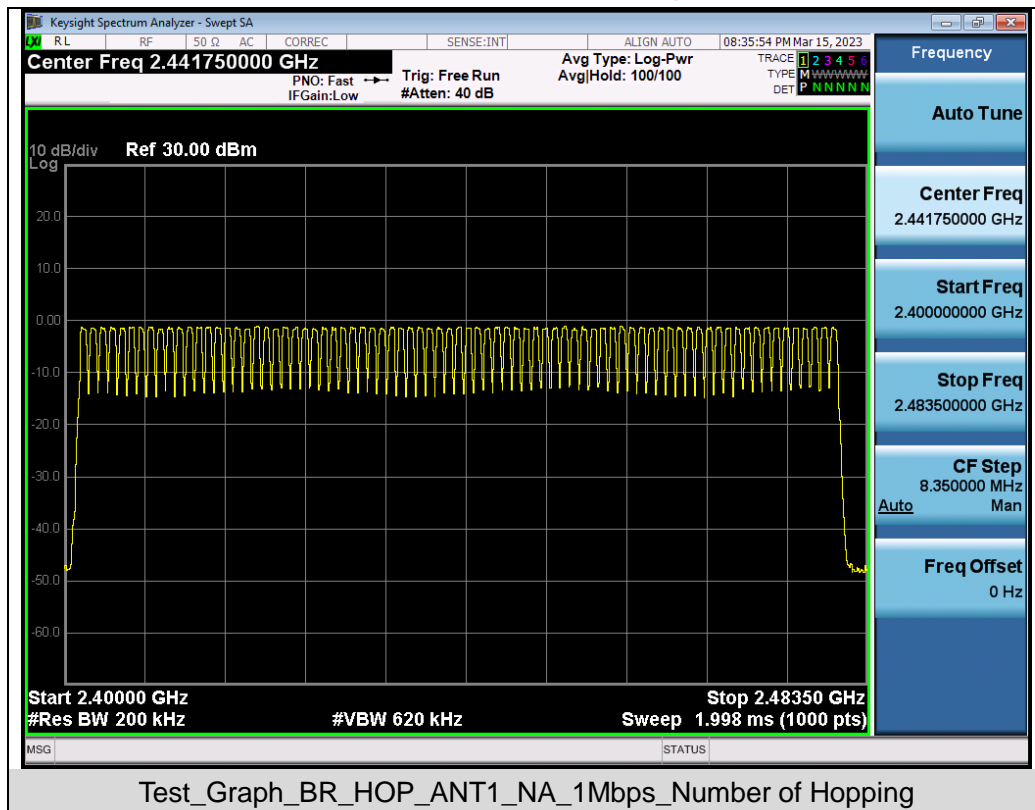 Keysight Spectrum Analyzer - Swept SA
LXI RL RF 50 Ω AC CORREC SENSE:INT ALIGN AUTO 08:35:54 PM Mar 15, 2023
Center Freq 2.441750000 GHz
PNO: Fast
IFGain:Low
Trig: Free Run
#Atten: 40 dB
Avg Type: Log-Pwr
Avg|Hold: 100/100
TRACE 1 2 3 4 5 6
TYPE M WWWWW
DET P N N N N N
10 dB/div Ref 30.00 dBm
Log
20.0
10.0
0.00
-10.0
-20.0
-30.0
-40.0
-50.0
-60.0
Start 2.40000 GHz Stop 2.48350 GHz
#Res BW 200 kHz #VBW 620 kHz Sweep 1.998 ms (1000 pts)
MSG STATUS
Frequency
Auto Tune
Center Freq
2.441750000 GHz
Start Freq
2.400000000 GHz
Stop Freq
2.483500000 GHz
CF Step
8.350000 MHz
Auto Man
Freq Offset
0 Hz
Test_Graph_BR_HOP_ANT1_NA_1Mbps_Number of Hopping